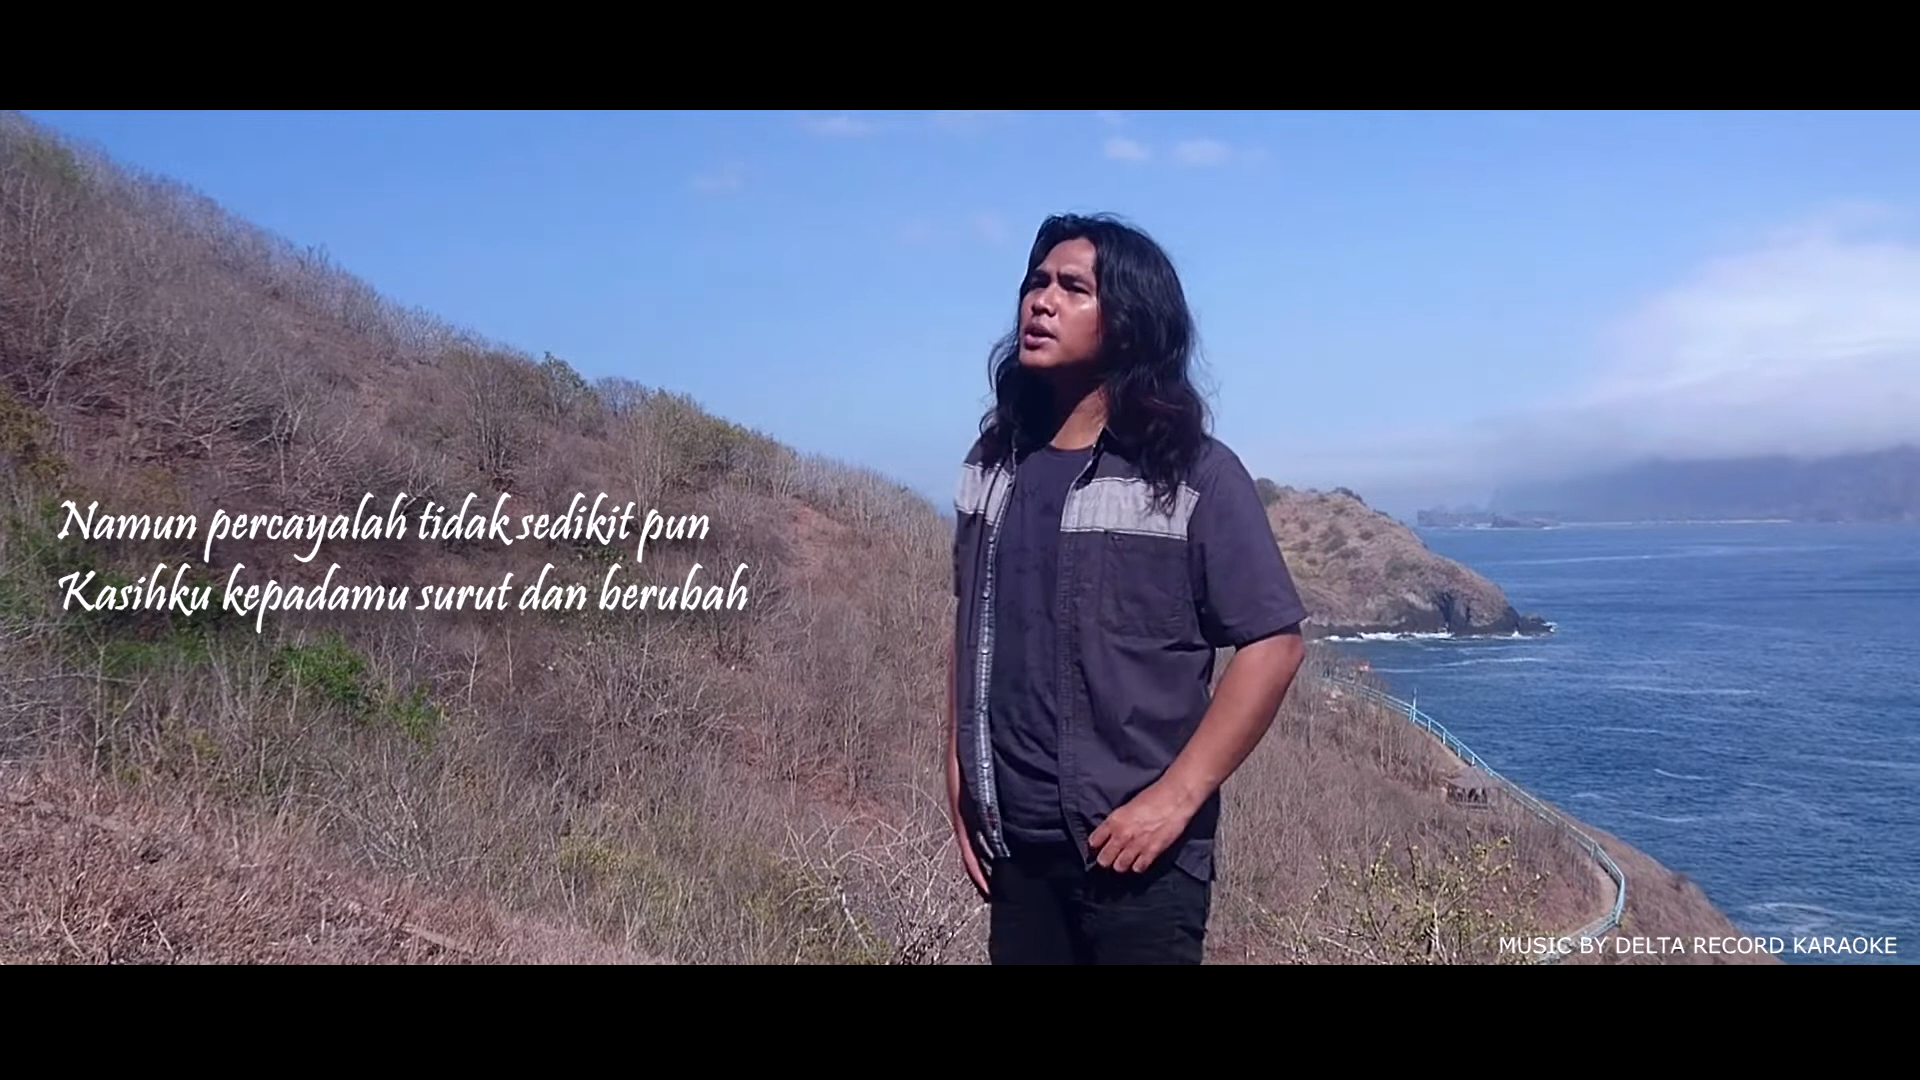 Namun percayalah tidak sedikit pun
Kasihku kepadamu surut dan berubah
MUSIC BY DELTA RECORD KARAOKE